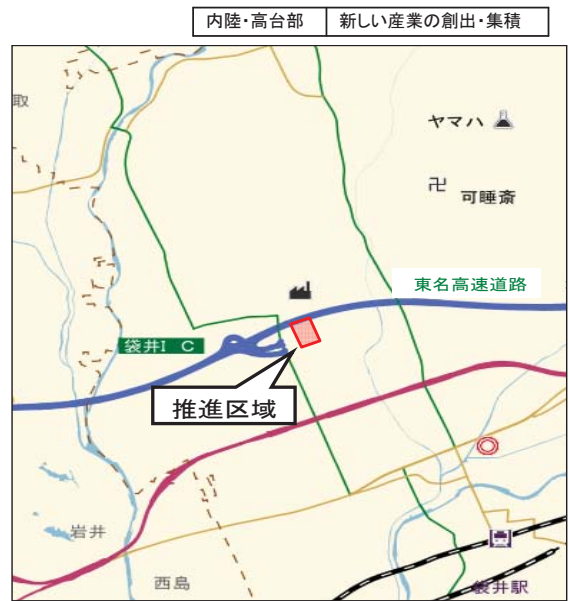 内陸・高台部 新しい産業の創出・集積
取
ヤマハ
卍
可睡斎
東名高速道路
袋井I C
推進区域
岩井
西島
袋井駅